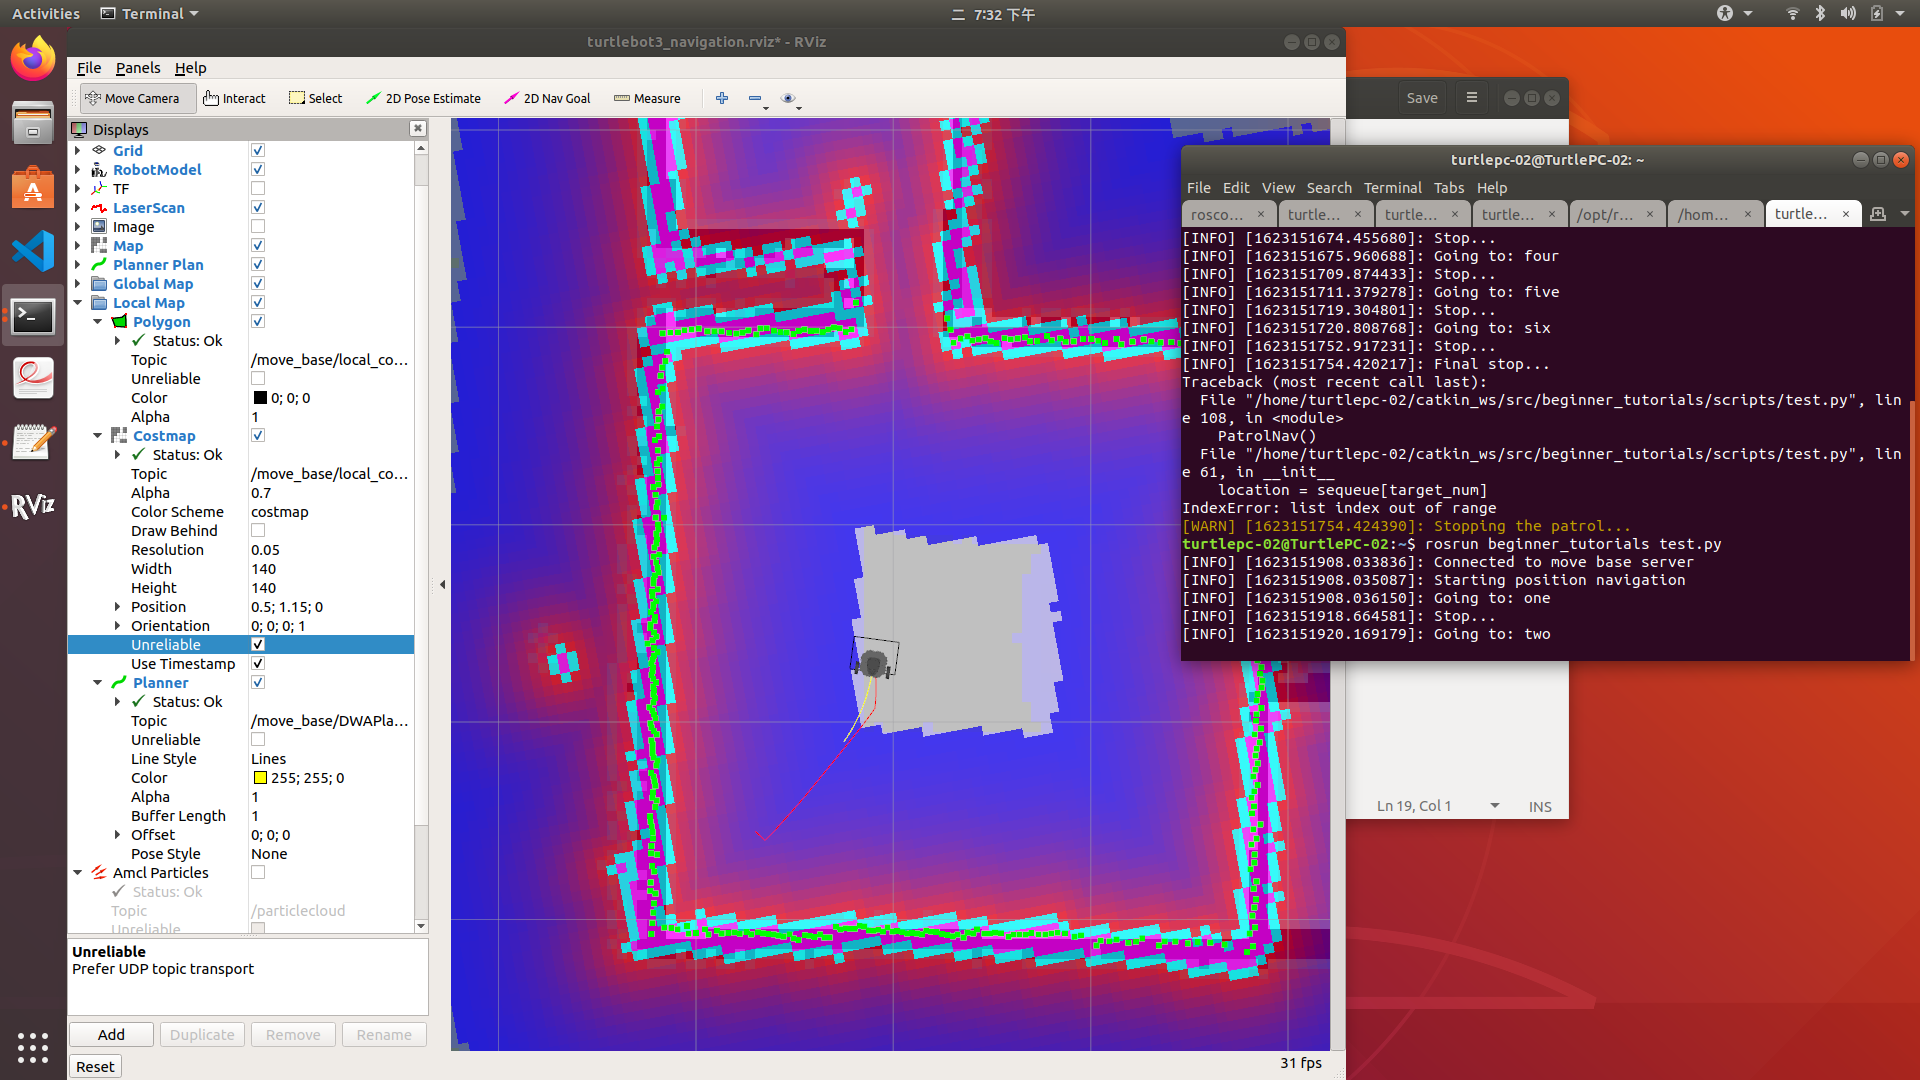 Activities
Terminal
二 7:32 下午
turtlebot3_navigation.rviz* - RViz
File Panels Help
Move Camera
Interact
Select
2D Pose Estimate
2D Nav Goal
Measure
Displays
Grid
RobotModel
TF
LaserScan
Image
Map
Planner Plan
Global Map
Local Map
Polygon
Status: Ok
Topic /move_base/local_co...
Unreliable
Color 0; 0; 0
Alpha 1
Costmap
Status: Ok
Topic /move_base/local_co...
Alpha 0.7
Color Scheme costmap
Draw Behind
Resolution 0.05
Width 140
Height 140
Position 0.5; 1.15; 0
Orientation 0; 0; 0; 1
Unreliable
Use Timestamp
Planner
Status: Ok
Topic /move_base/DWAPla...
Unreliable
Line Style Lines
Color 255; 255; 0
Alpha 1
Buffer Length 1
Offset 0; 0; 0
Pose Style None
Amcl Particles
Status: Ok
Topic /particlecloud
Unreliable
Unreliable
Prefer UDP topic transport
Add
Duplicate
Remove
Rename
Reset
31 fps
RViz
Save
turtlepc-02@TurtlePC-02: ~
File Edit View Search Terminal Tabs Help
rosco...
turtle...
turtle...
turtle...
/opt/r...
/hom...
turtle...
[INFO] [1623151674.455680]: Stop...
[INFO] [1623151675.960688]: Going to: four
[INFO] [1623151709.874433]: Stop...
[INFO] [1623151711.379278]: Going to: five
[INFO] [1623151719.304801]: Stop...
[INFO] [1623151720.808768]: Going to: six
[INFO] [1623151752.917231]: Stop...
[INFO] [1623151754.420217]: Final stop...
Traceback (most recent call last):
File "/home/turtlepc-02/catkin_ws/src/beginner_tutorials/scripts/test.py", lin
e 108, in <module>
PatrolNav()
File "/home/turtlepc-02/catkin_ws/src/beginner_tutorials/scripts/test.py", lin
e 61, in __init__
location = sequeue[target_num]
IndexError: list index out of range
[WARN] [1623151754.424390]: Stopping the patrol...
turtlepc-02@TurtlePC-02:~$ rosrun beginner_tutorials test.py
[INFO] [1623151908.033836]: Connected to move base server
[INFO] [1623151908.035087]: Starting position navigation
[INFO] [1623151908.036150]: Going to: one
[INFO] [1623151918.664581]: Stop...
[INFO] [1623151920.169179]: Going to: two
Ln 19, Col 1
INS